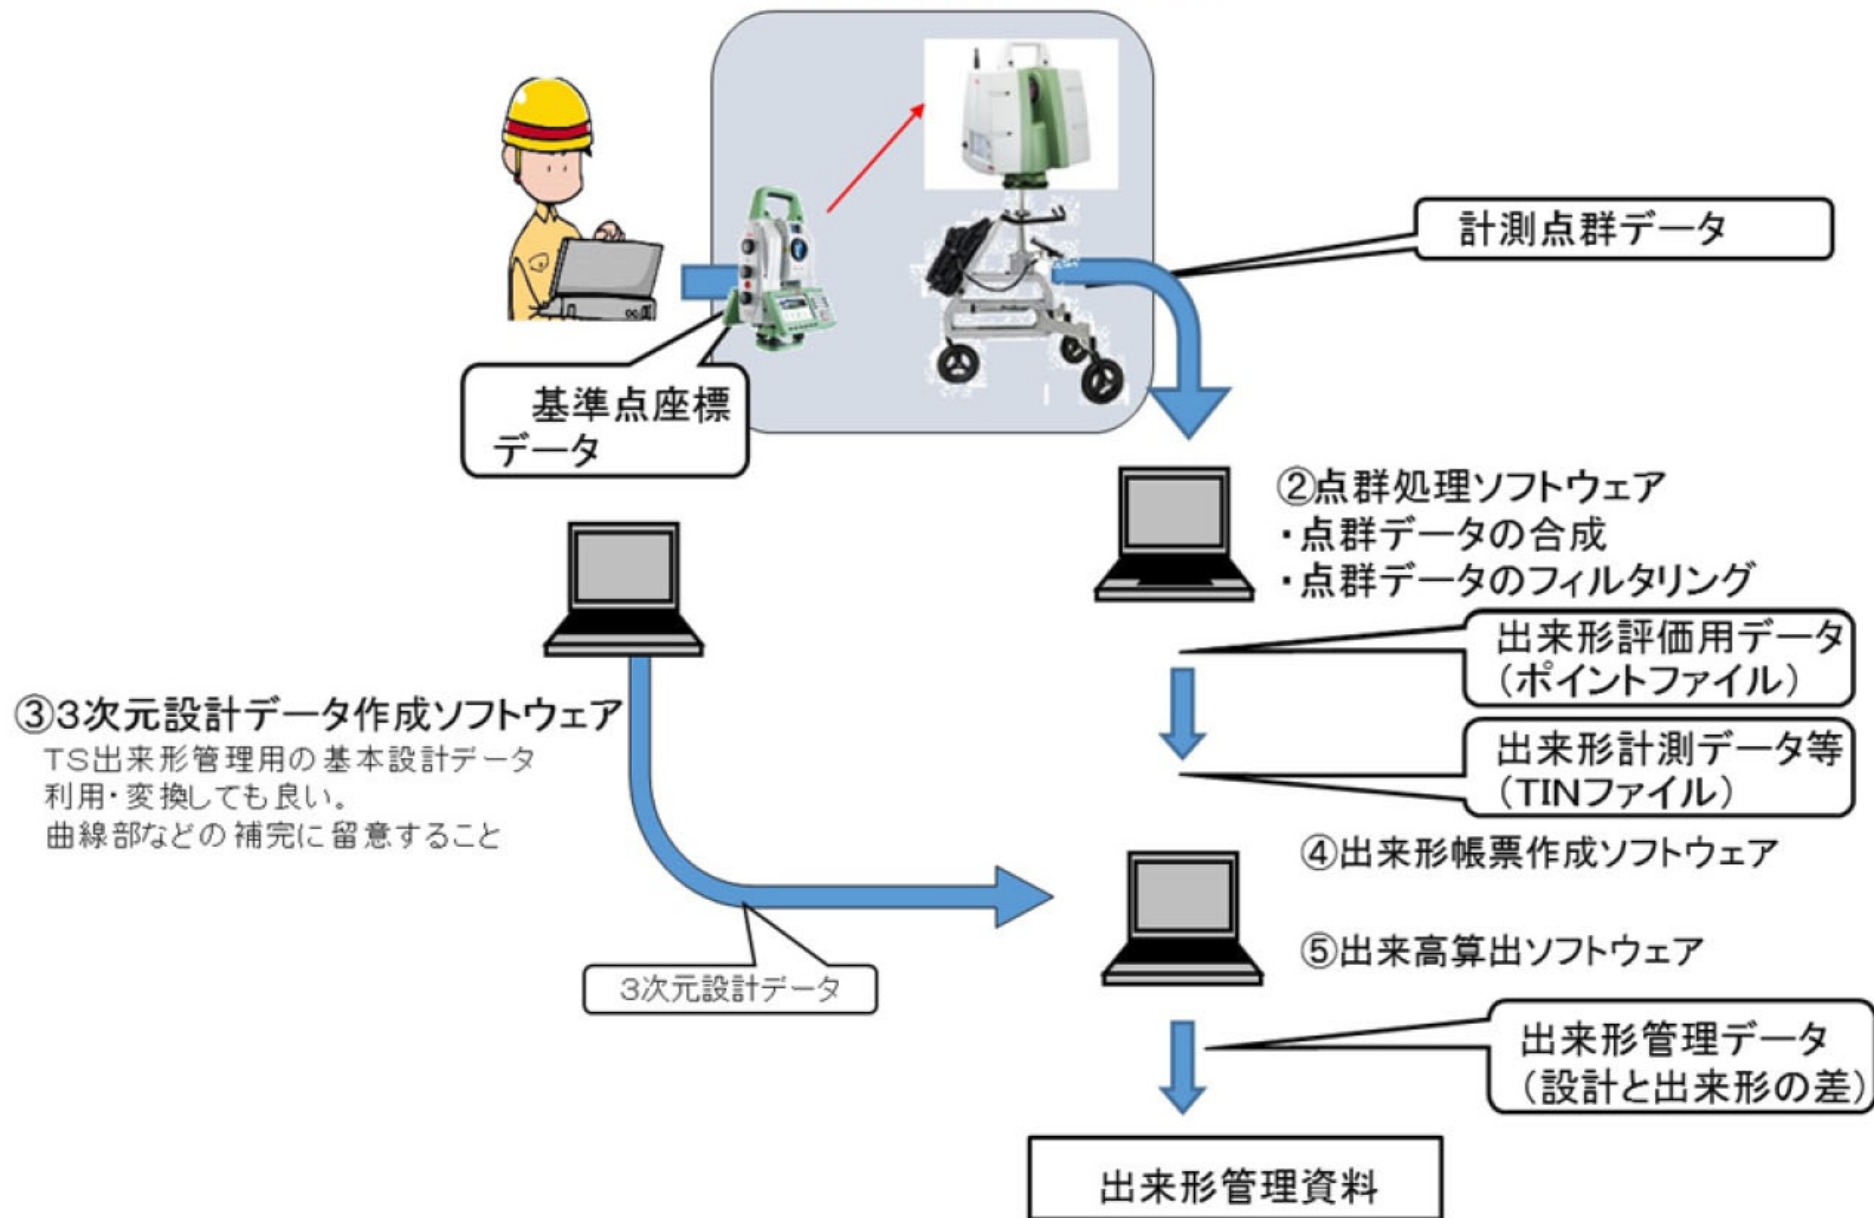 計測点群データ
基準点座標
データ
②点群処理ソフトウェア
・点群データの合成
・点群データのフィルタリング
出来形評価用データ
（ポイントファイル）
③３次元設計データ作成ソフトウェア
TS出来形管理用の基本設計データ
利用・変換しても良い。
曲線部などの補完に留意すること
出来形計測データ等
（TINファイル）
④出来形帳票作成ソフトウェア
⑤出来高算出ソフトウェア
３次元設計データ
出来形管理データ
（設計と出来形の差）
出来形管理資料